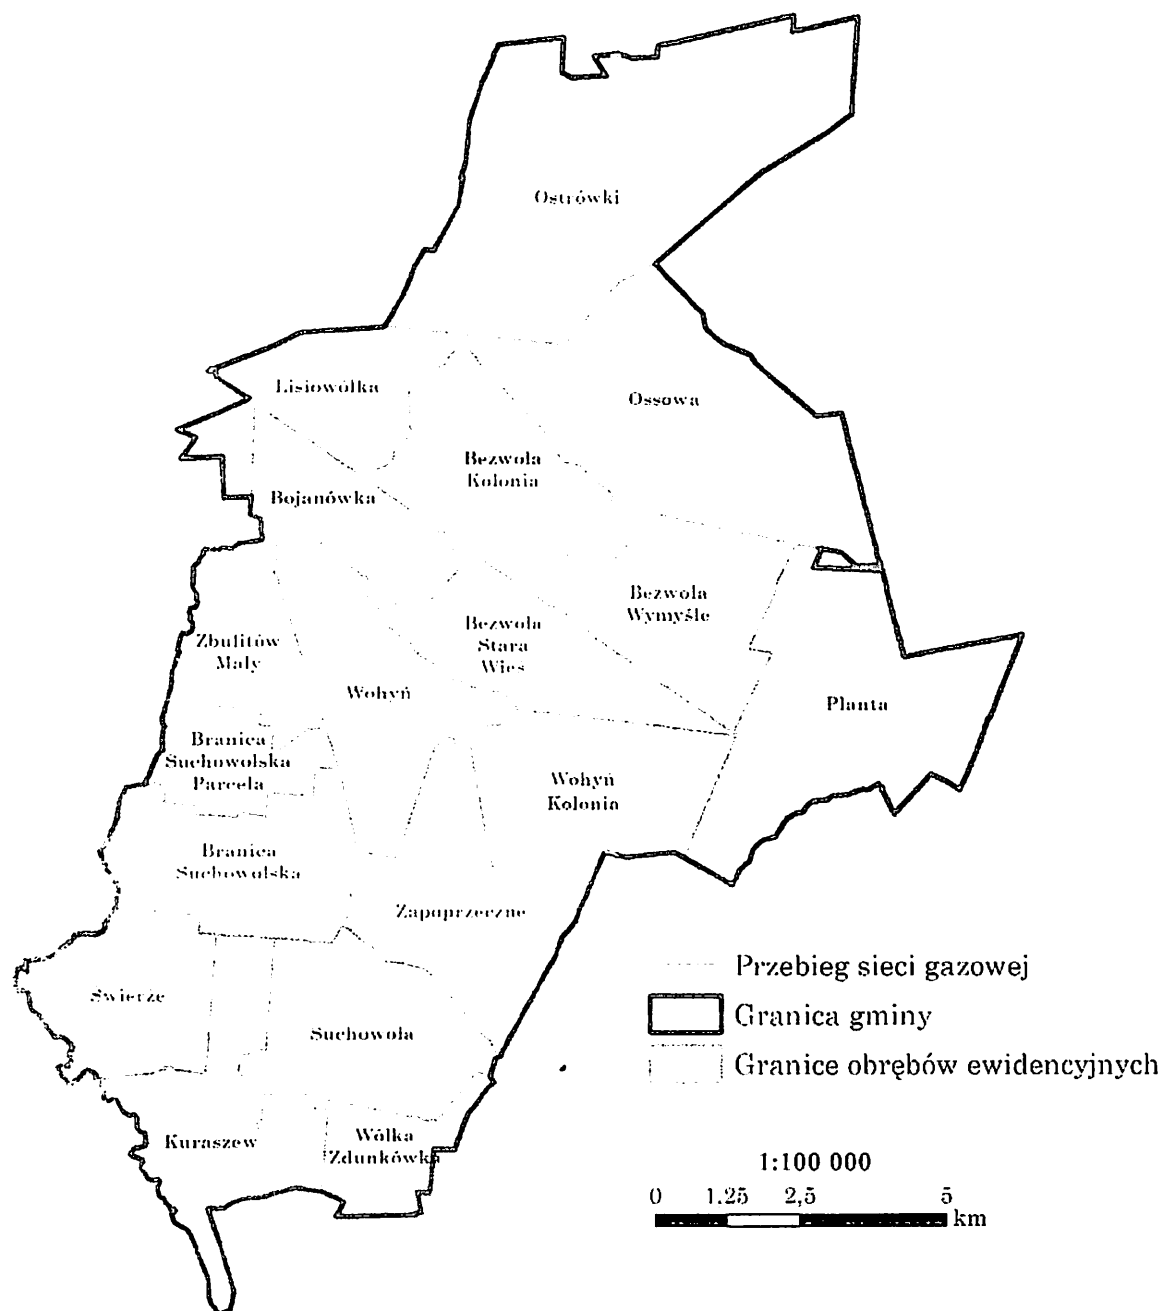 Ostrówki
Lisiowólka
Ossowa
Bezwola
Kolonia
Bojanówka
Bezwola
Wymyśle
Bezwola
Stara
Wies
Zbulitów
Mały
Wohyń
Planta
Branica
Suchowolska
Parcela
Wohyń
Kolonia
Branica
Suchowolska
Zapoprzeczne
Przebieg sieci gazowej
Świerże
Granica gminy
Suchowola
Granice obrębów ewidencyjnych
Kuraszew
Wólka
Zdunkówka
1:100 000
0 1.25 2,5 5
km